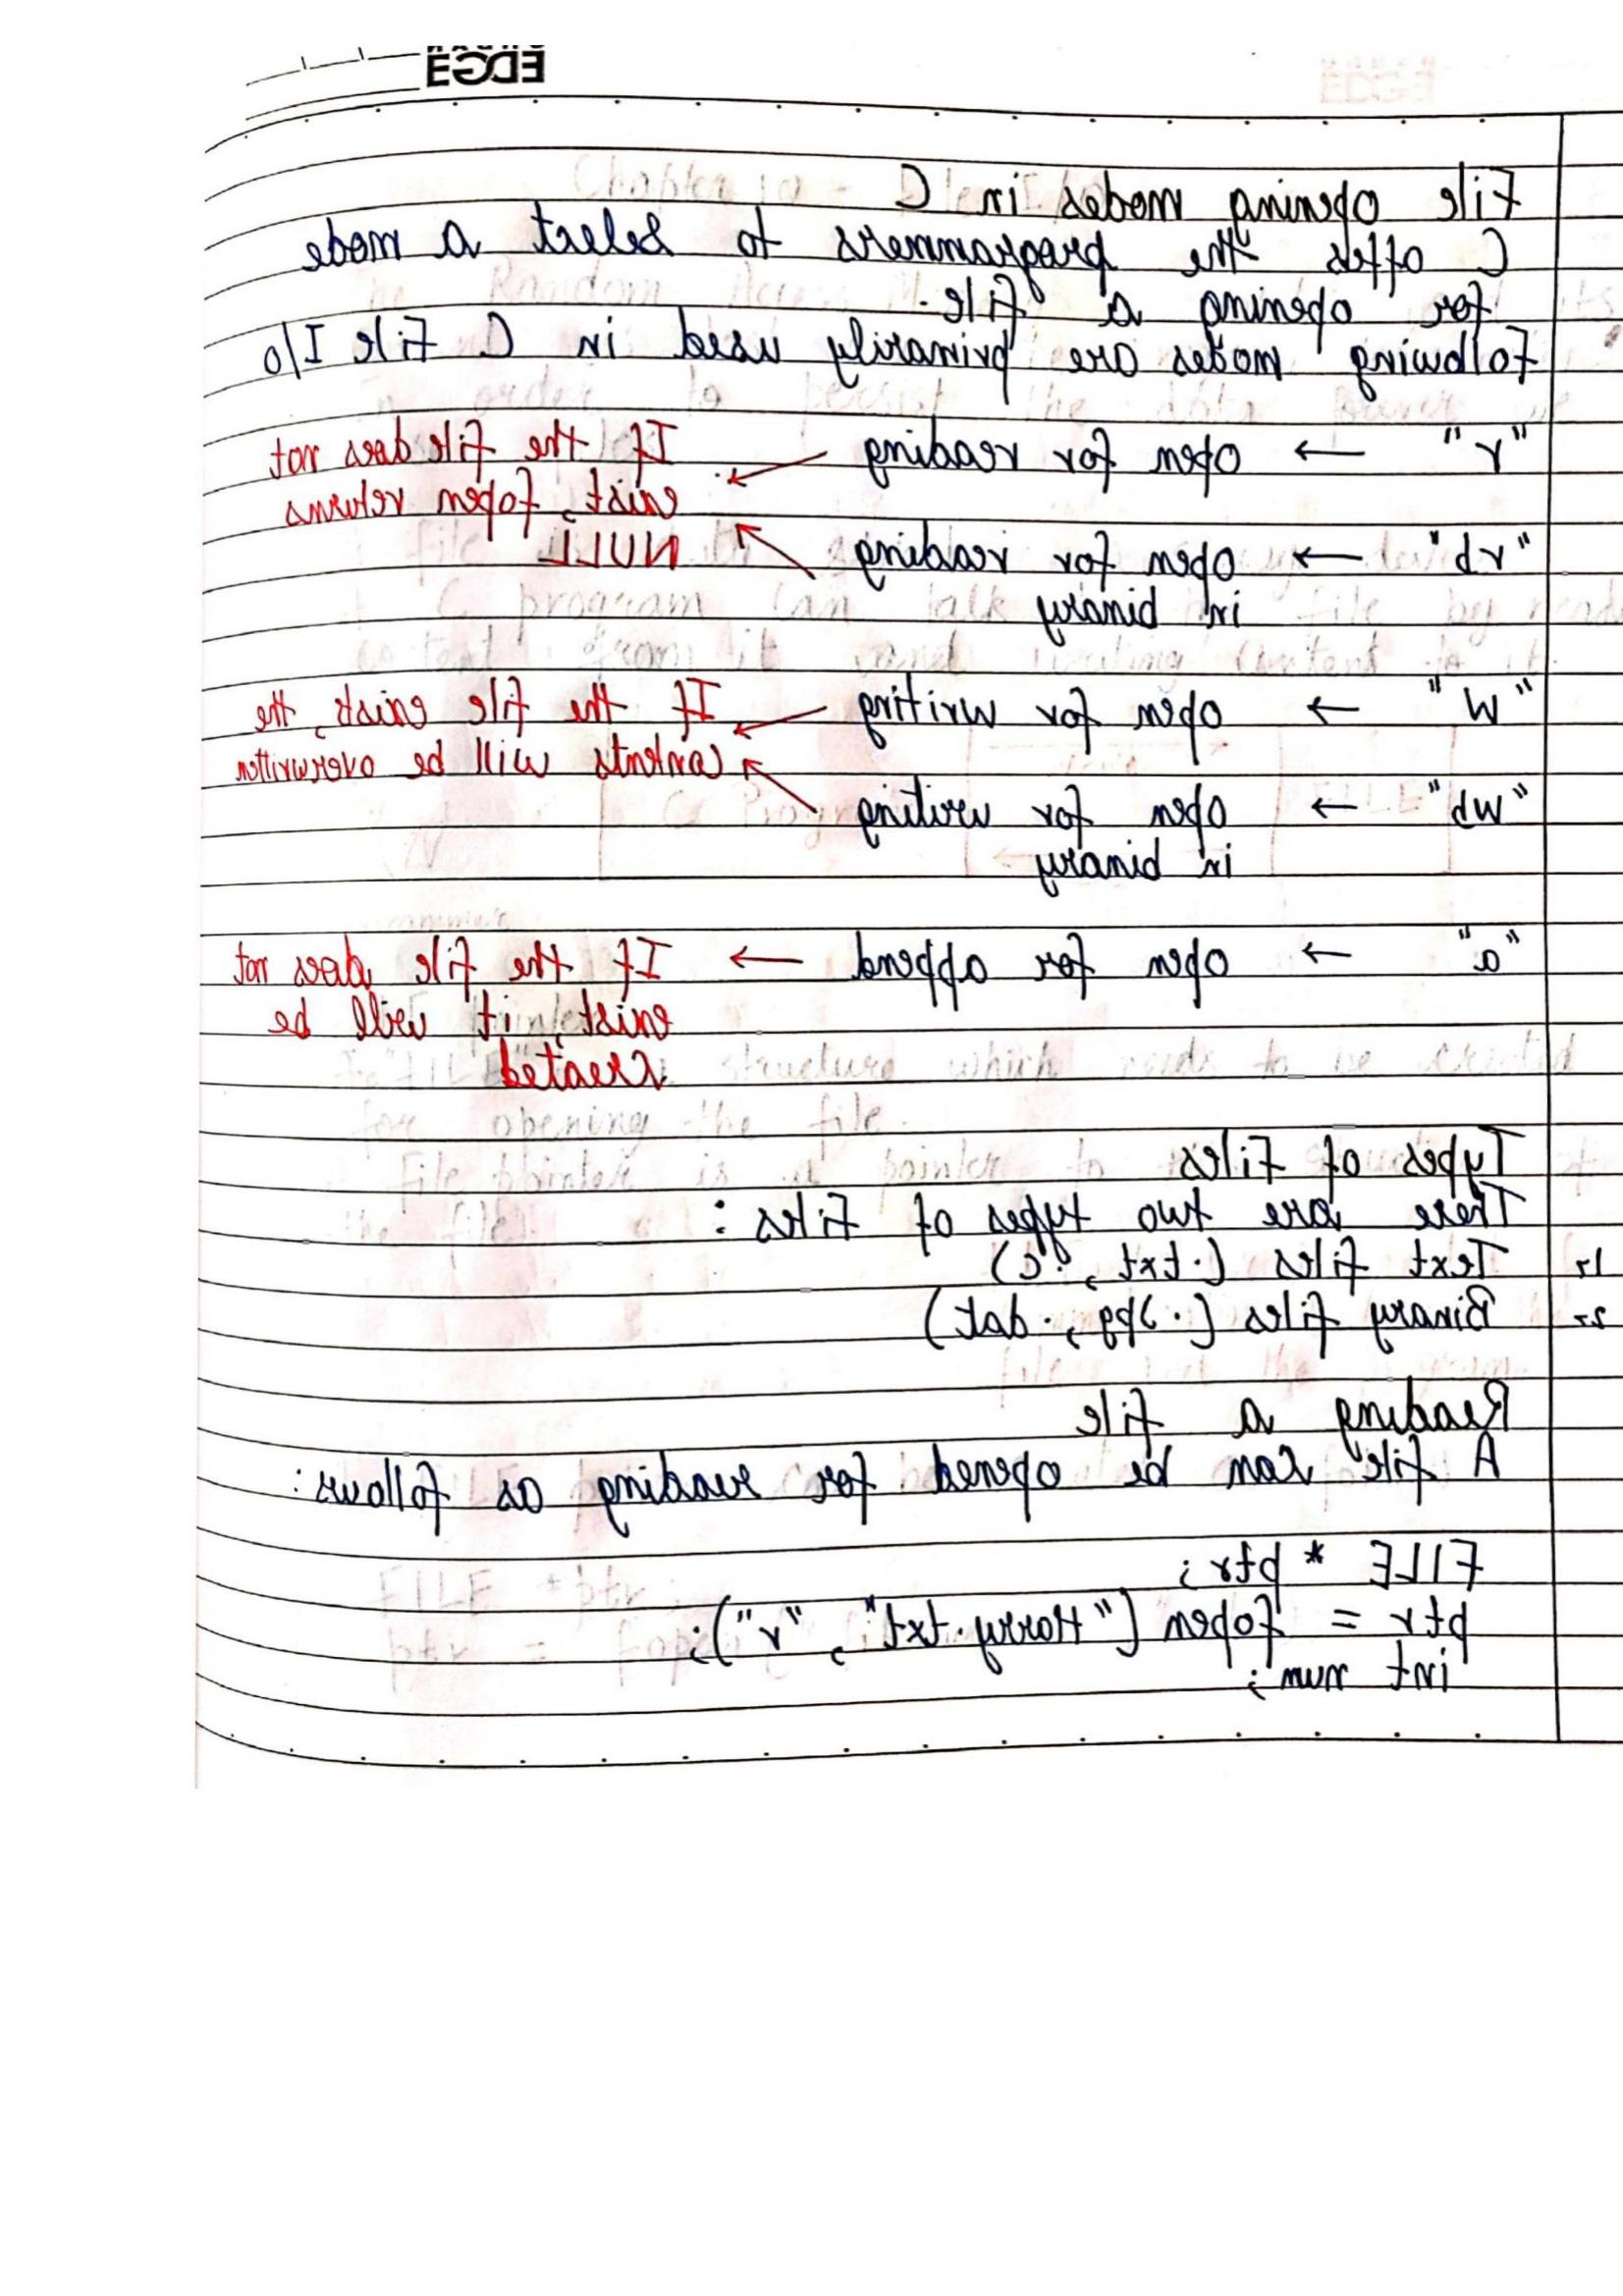 EDGE
File opening modes in C
C offes the programmers to select a mode
for opening a file.
Following modes are primarily used in C File I/O
"r" → open for reading → If the file does not
exist, fopen returns
NULL
"rb" → open for reading
in binary
"w" → open for writing → If the file exists, the
contents will be overwritten
"wb" → open for writing
in binary
"a" → open for append → If the file does not
exist, it will be
created
Types of Files
There are two types of files:
1- Text files (.txt, .c)
2- Binary files (.jpg, .dat)
Reading a file
A file can be opened for reading as follows:
FILE * ptr;
ptr = fopen ("Harry.txt", "r");
int num;